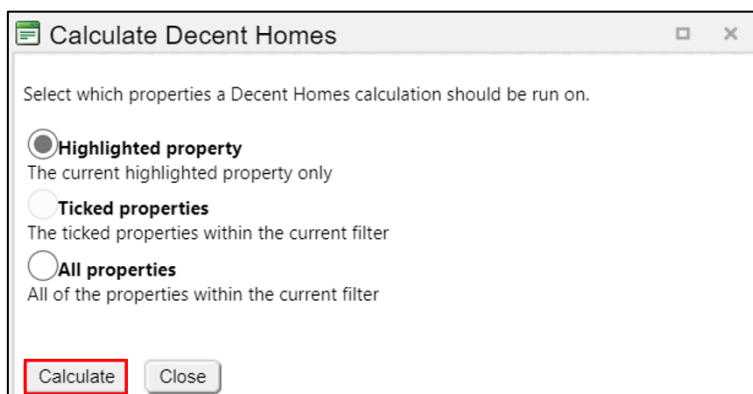 Calculate Decent Homes
Select which properties a Decent Homes calculation should be run on.
Highlighted property
The current highlighted property only
Ticked properties
The ticked properties within the current filter
All properties
All of the properties within the current filter
Calculate Close